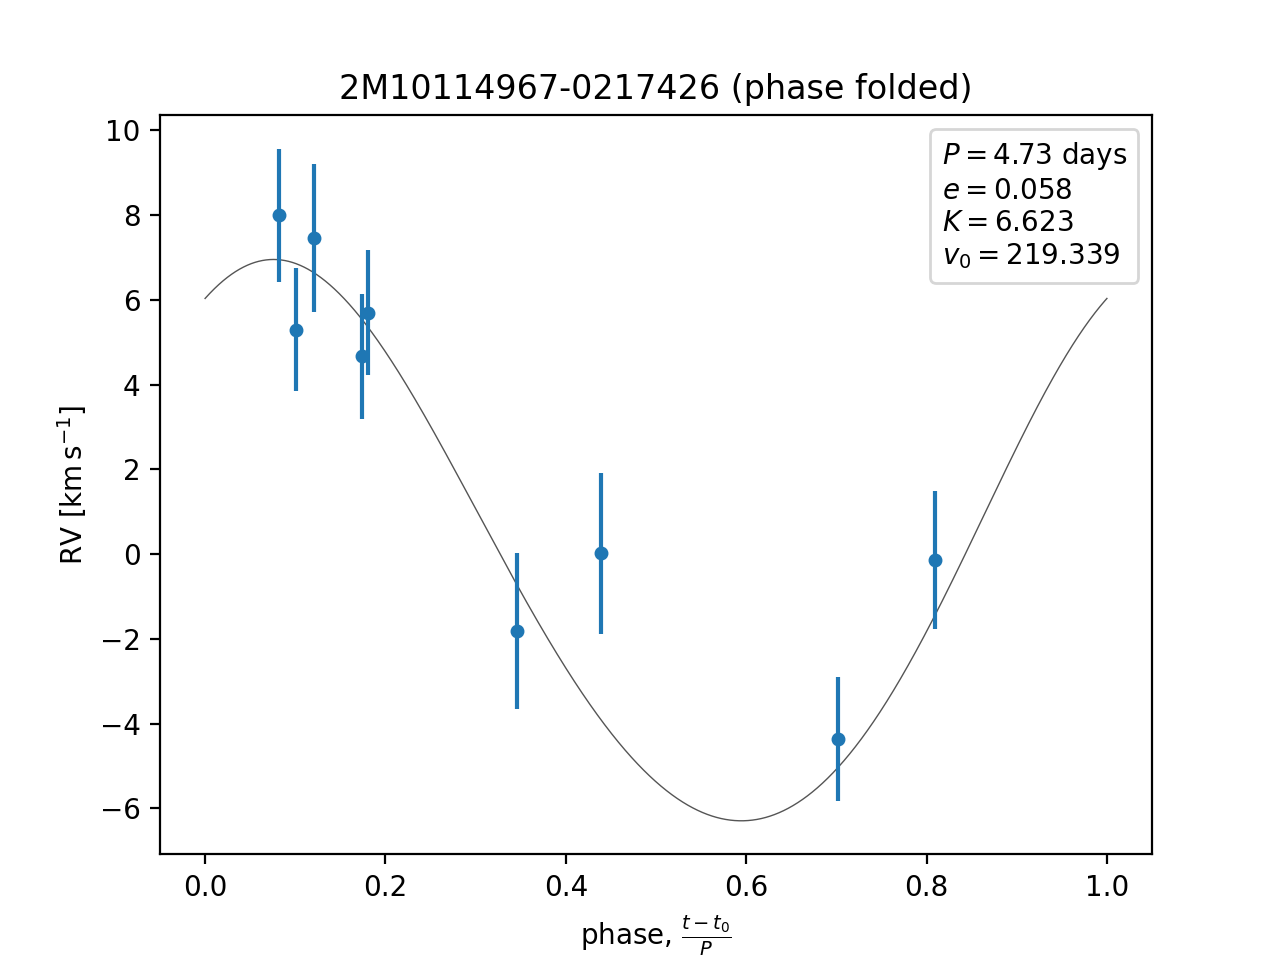 2M10114967-0217426 (phase folded)
P = 4.73 days
e = 0.058
K = 6.623
v₀ = 219.339
10
8
6
4
2
0
−2
−4
−6
RV [km s⁻¹]
0.0 0.2 0.4 0.6 0.8 1.0
phase, (t − t₀)/P